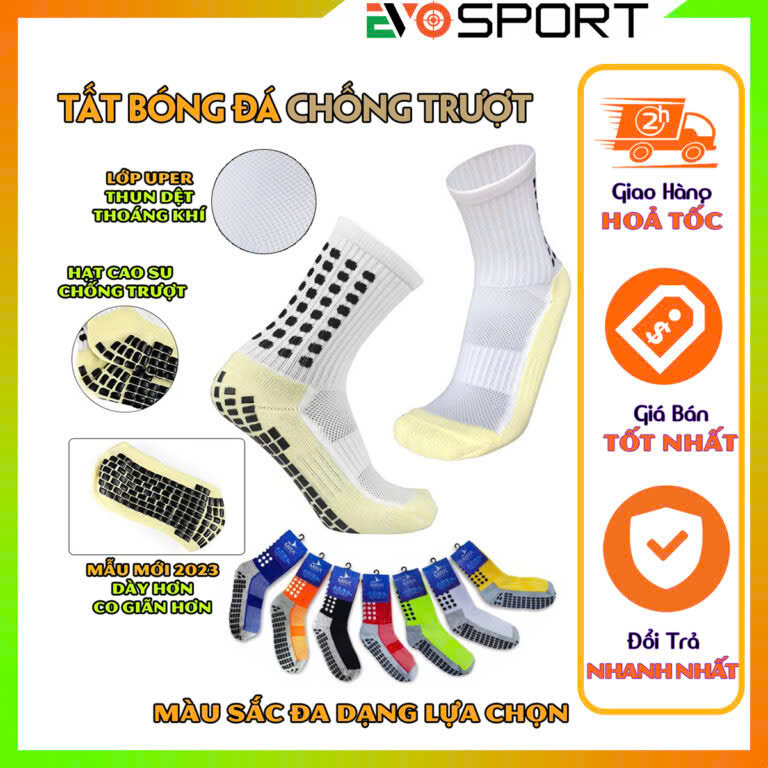 EVO SPORT
TẤT BÓNG ĐÁ CHỐNG TRƯỢT
LỚP UPER
THUN DỆT
THOÁNG KHÍ
HẠT CAO SU
CHỐNG TRƯỢT
MẪU MỚI 2023
DÀY HƠN
CO GIÃN HƠN
MÀU SẮC ĐA DẠNG LỰA CHỌN
2h
Giao Hàng
HOẢ TỐC
$
Giá Bán
TỐT NHẤT
Đổi Trả
NHANH NHẤT